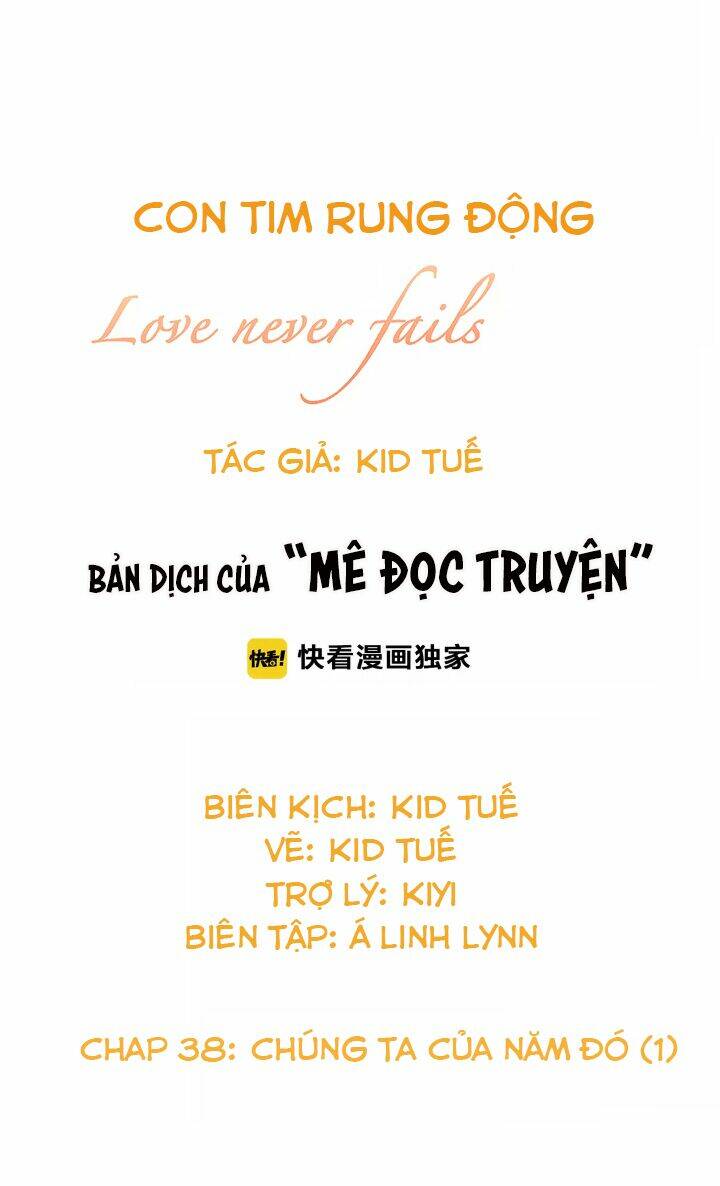 CON TIM RUNG ĐỘNG
Love never fails
TÁC GIẢ: KID TUẾ
BẢN DỊCH CỦA "MÊ ĐỌC TRUYỆN"
快看! 快看漫画独家
BIÊN KỊCH: KID TUẾ
VẼ: KID TUẾ
TRỢ LÝ: KIYI
BIÊN TẬP: Á LINH LYNN
CHAP 38: CHÚNG TA CỦA NĂM ĐÓ (1)